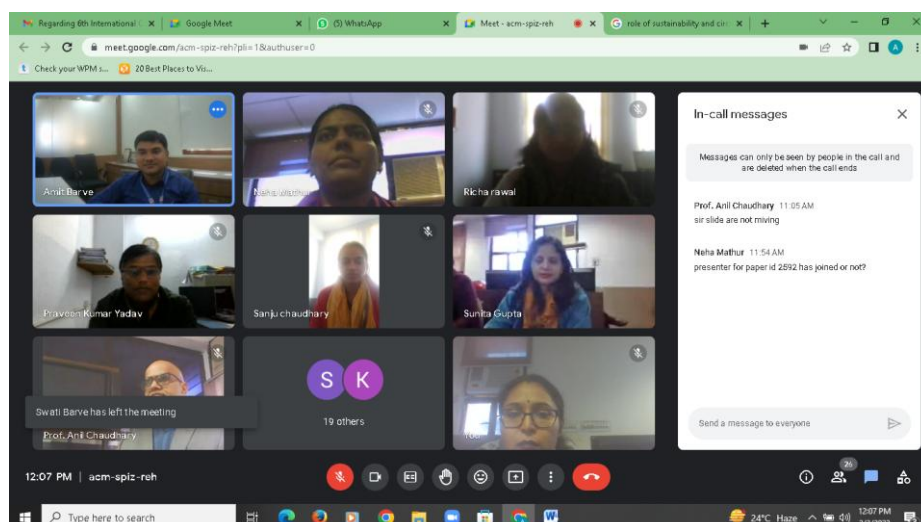 Regarding 6th International C
Google Meet
(5) WhatsApp
Meet - acm-spiz-reh
role of sustainability and circ
meet.google.com/acm-spiz-reh?pli=1&authuser=0
Check your WPM s...
20 Best Places to Vis...
Amit Barve
Neha Mathur
Richa rawal
Praveen Kumar Yadav
Sanju chaudhary
Sunita Gupta
Swati Barve has left the meeting
Prof. Anil Chaudhary
S K
19 others
You
In-call messages
Messages can only be seen by people in the call and
are deleted when the call ends
Prof. Anil Chaudhary 11:05 AM
sir slide are not miving
Neha Mathur 11:54 AM
presenter for paper id 2592 has joined or not?
Send a message to everyone
12:07 PM | acm-spiz-reh
26
Type here to search
24°C Haze
12:07 PM